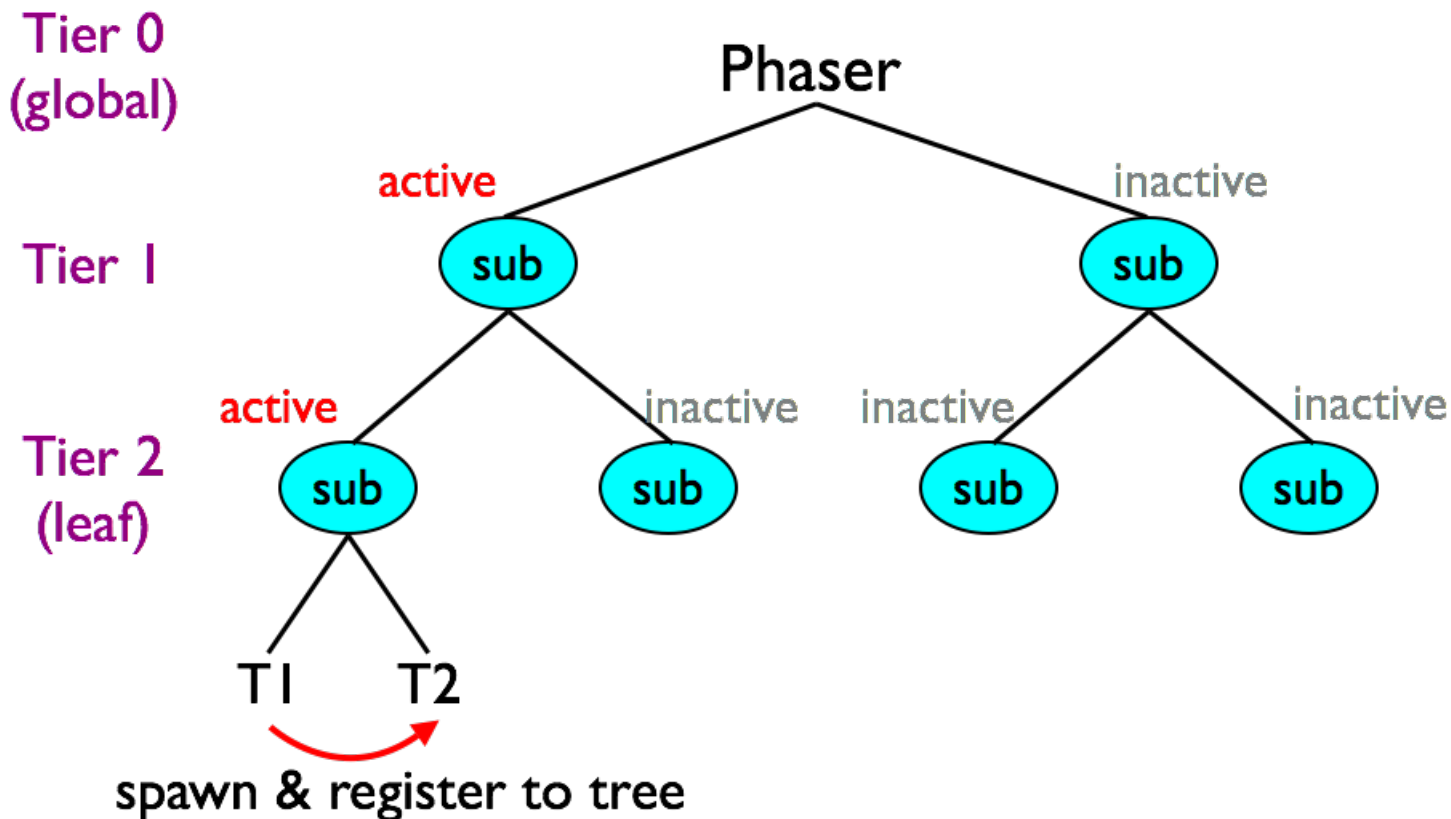 Tier 0
(global)
Phaser
active
inactive
Tier 1
sub
sub
active
inactive
inactive
inactive
Tier 2
(leaf)
sub
sub
sub
sub
T1
T2
spawn & register to tree